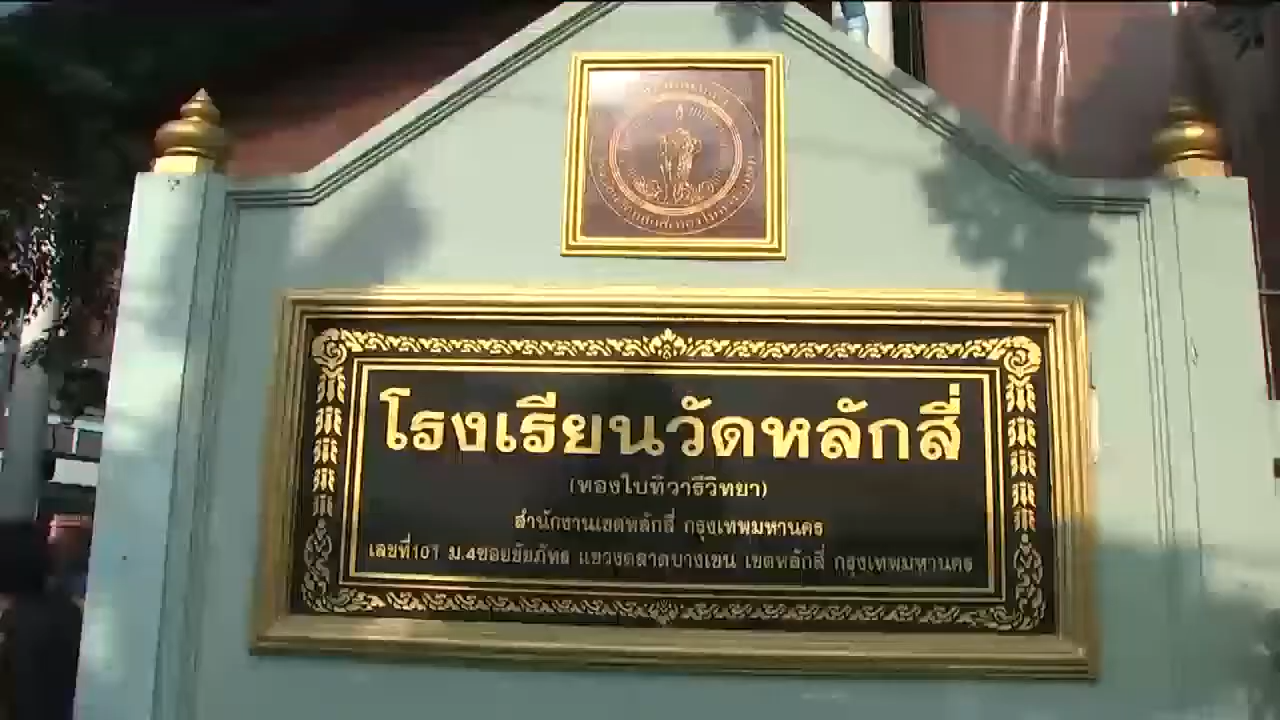 โรงเรียนวัดหลักสี่
(ทองใบทิวารีวิทยา)
สำนักงานเขตหลักสี่ กรุงเทพมหานคร
เลขที่101 ม.4ซอยชัยภัทร แขวงตลาดบางเขน เขตหลักสี่ กรุงเทพมหานคร